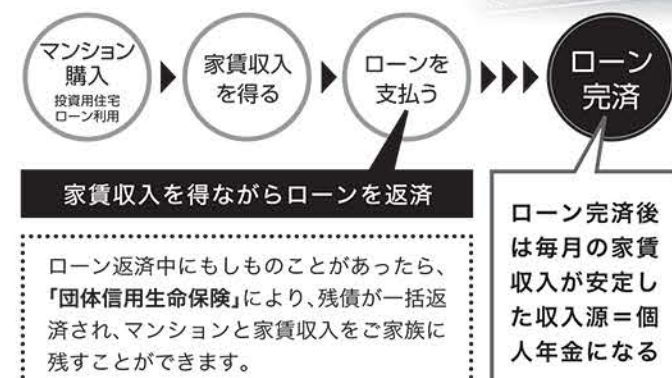 マンション
購入
投資用住宅
ローン利用
家賃収入
を得る
ローンを
支払う
ローン
完済
家賃収入を得ながらローンを返済
ローン返済中にもしものことがあったら、
「団体信用生命保険」により、残債が一括返
済され、マンションと家賃収入をご家族に
残すことができます。
ローン完済後
は毎月の家賃
収入が安定し
た収入源＝個
人年金になる